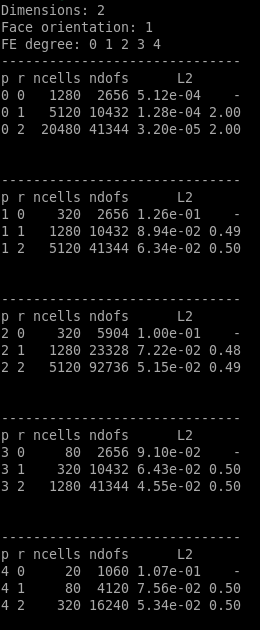 Dimensions: 2
Face orientation: 1
FE degree: 0 1 2 3 4
------------------------------
p r ncells ndofs      L2
0 0   1280  2656 5.12e-04    -
0 1   5120 10432 1.28e-04 2.00
0 2  20480 41344 3.20e-05 2.00
------------------------------
p r ncells ndofs      L2
1 0    320  2656 1.26e-01    -
1 1   1280 10432 8.94e-02 0.49
1 2   5120 41344 6.34e-02 0.50
------------------------------
p r ncells ndofs      L2
2 0    320  5904 1.00e-01    -
2 1   1280 23328 7.22e-02 0.48
2 2   5120 92736 5.15e-02 0.49
------------------------------
p r ncells ndofs      L2
3 0     80  2656 9.10e-02    -
3 1    320 10432 6.43e-02 0.50
3 2   1280 41344 4.55e-02 0.50
------------------------------
p r ncells ndofs      L2
4 0     20  1060 1.07e-01    -
4 1     80  4120 7.56e-02 0.50
4 2    320 16240 5.34e-02 0.50